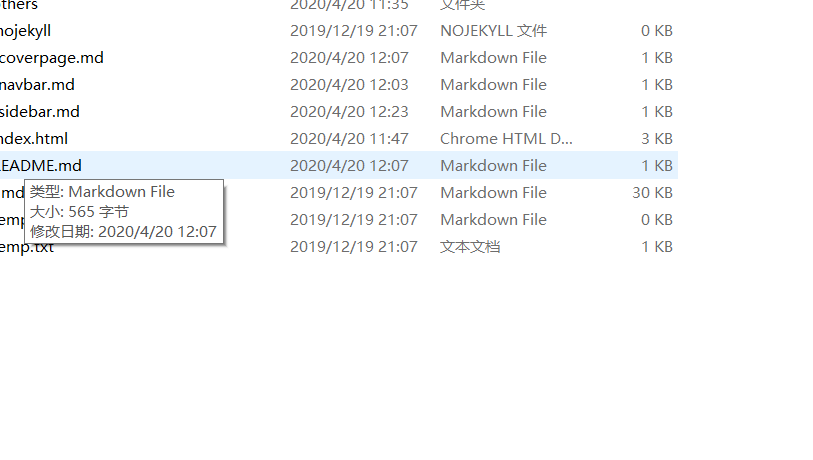 thers 2020/4/20 11:35 文件夹
nojekyll 2019/12/19 21:07 NOJEKYLL 文件 0 KB
coverpage.md 2020/4/20 12:07 Markdown File 1 KB
navbar.md 2020/4/20 12:03 Markdown File 1 KB
sidebar.md 2020/4/20 12:23 Markdown File 1 KB
ndex.html 2020/4/20 11:47 Chrome HTML D... 3 KB
EADME.md 2020/4/20 12:07 Markdown File 1 KB
md 2019/12/19 21:07 Markdown File 30 KB
emp 2019/12/19 21:07 Markdown File 0 KB
emp.txt 2019/12/19 21:07 文本文档 1 KB
类型: Markdown File
大小: 565 字节
修改日期: 2020/4/20 12:07